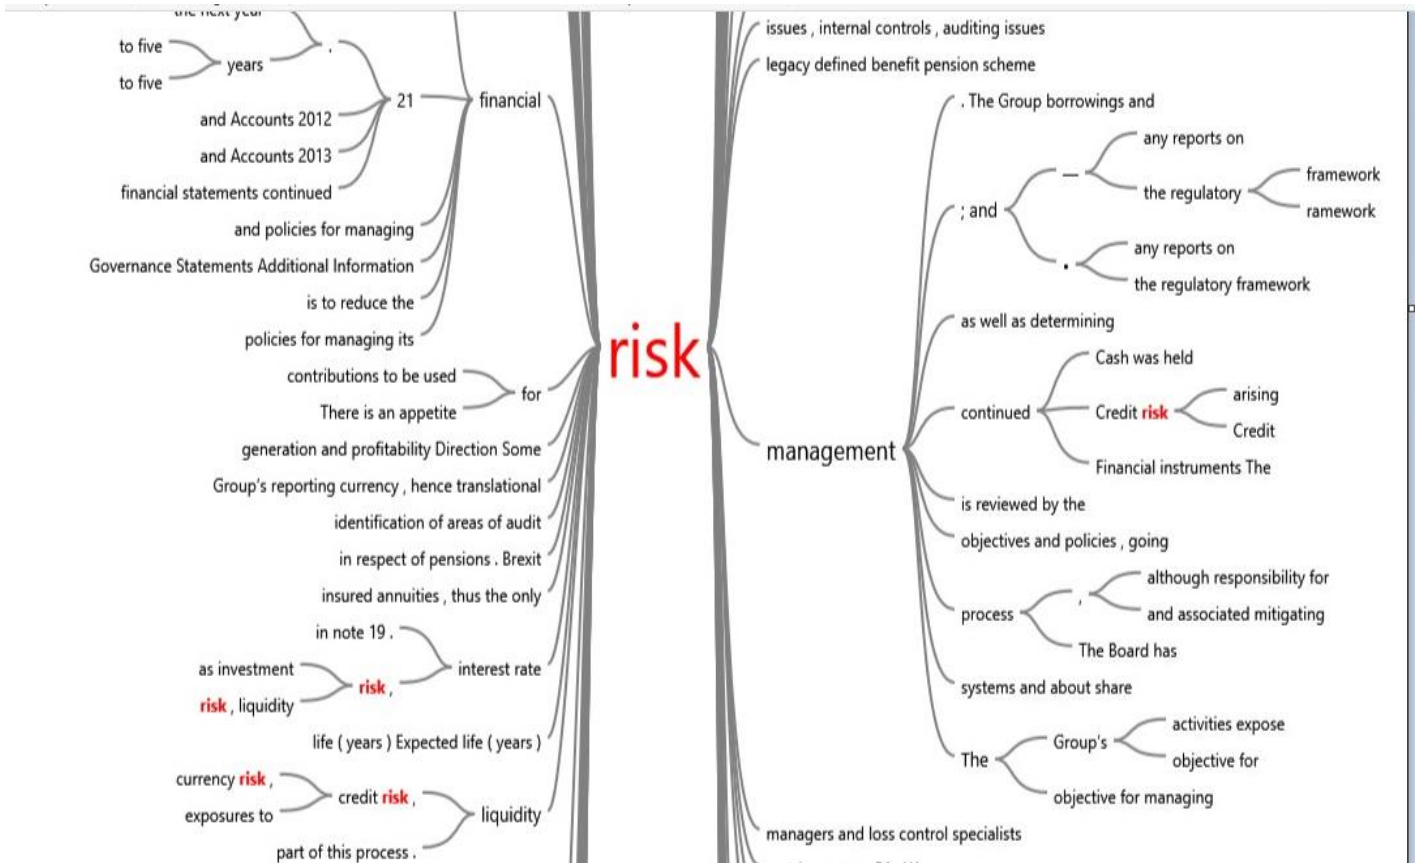 the next year
to five
years
.
to five
21
financial
and Accounts 2012
and Accounts 2013
financial statements continued
and policies for managing
Governance Statements Additional Information
is to reduce the
policies for managing its
contributions to be used
for
There is an appetite
generation and profitability Direction Some
Group's reporting currency , hence translational
identification of areas of audit
in respect of pensions . Brexit
insured annuities , thus the only
in note 19 .
interest rate
as investment
risk ,
risk , liquidity
life ( years ) Expected life ( years )
currency risk ,
credit risk ,
exposures to
liquidity
part of this process .
risk
issues , internal controls , auditing issues
legacy defined benefit pension scheme
management
. The Group borrowings and
; and
—
any reports on
the regulatory
framework
ramework
.
any reports on
the regulatory framework
as well as determining
continued
Cash was held
Credit risk
arising
Credit
Financial instruments The
is reviewed by the
objectives and policies , going
process
,
although responsibility for
and associated mitigating
The Board has
systems and about share
The
Group's
activities expose
objective for
objective for managing
managers and loss control specialists